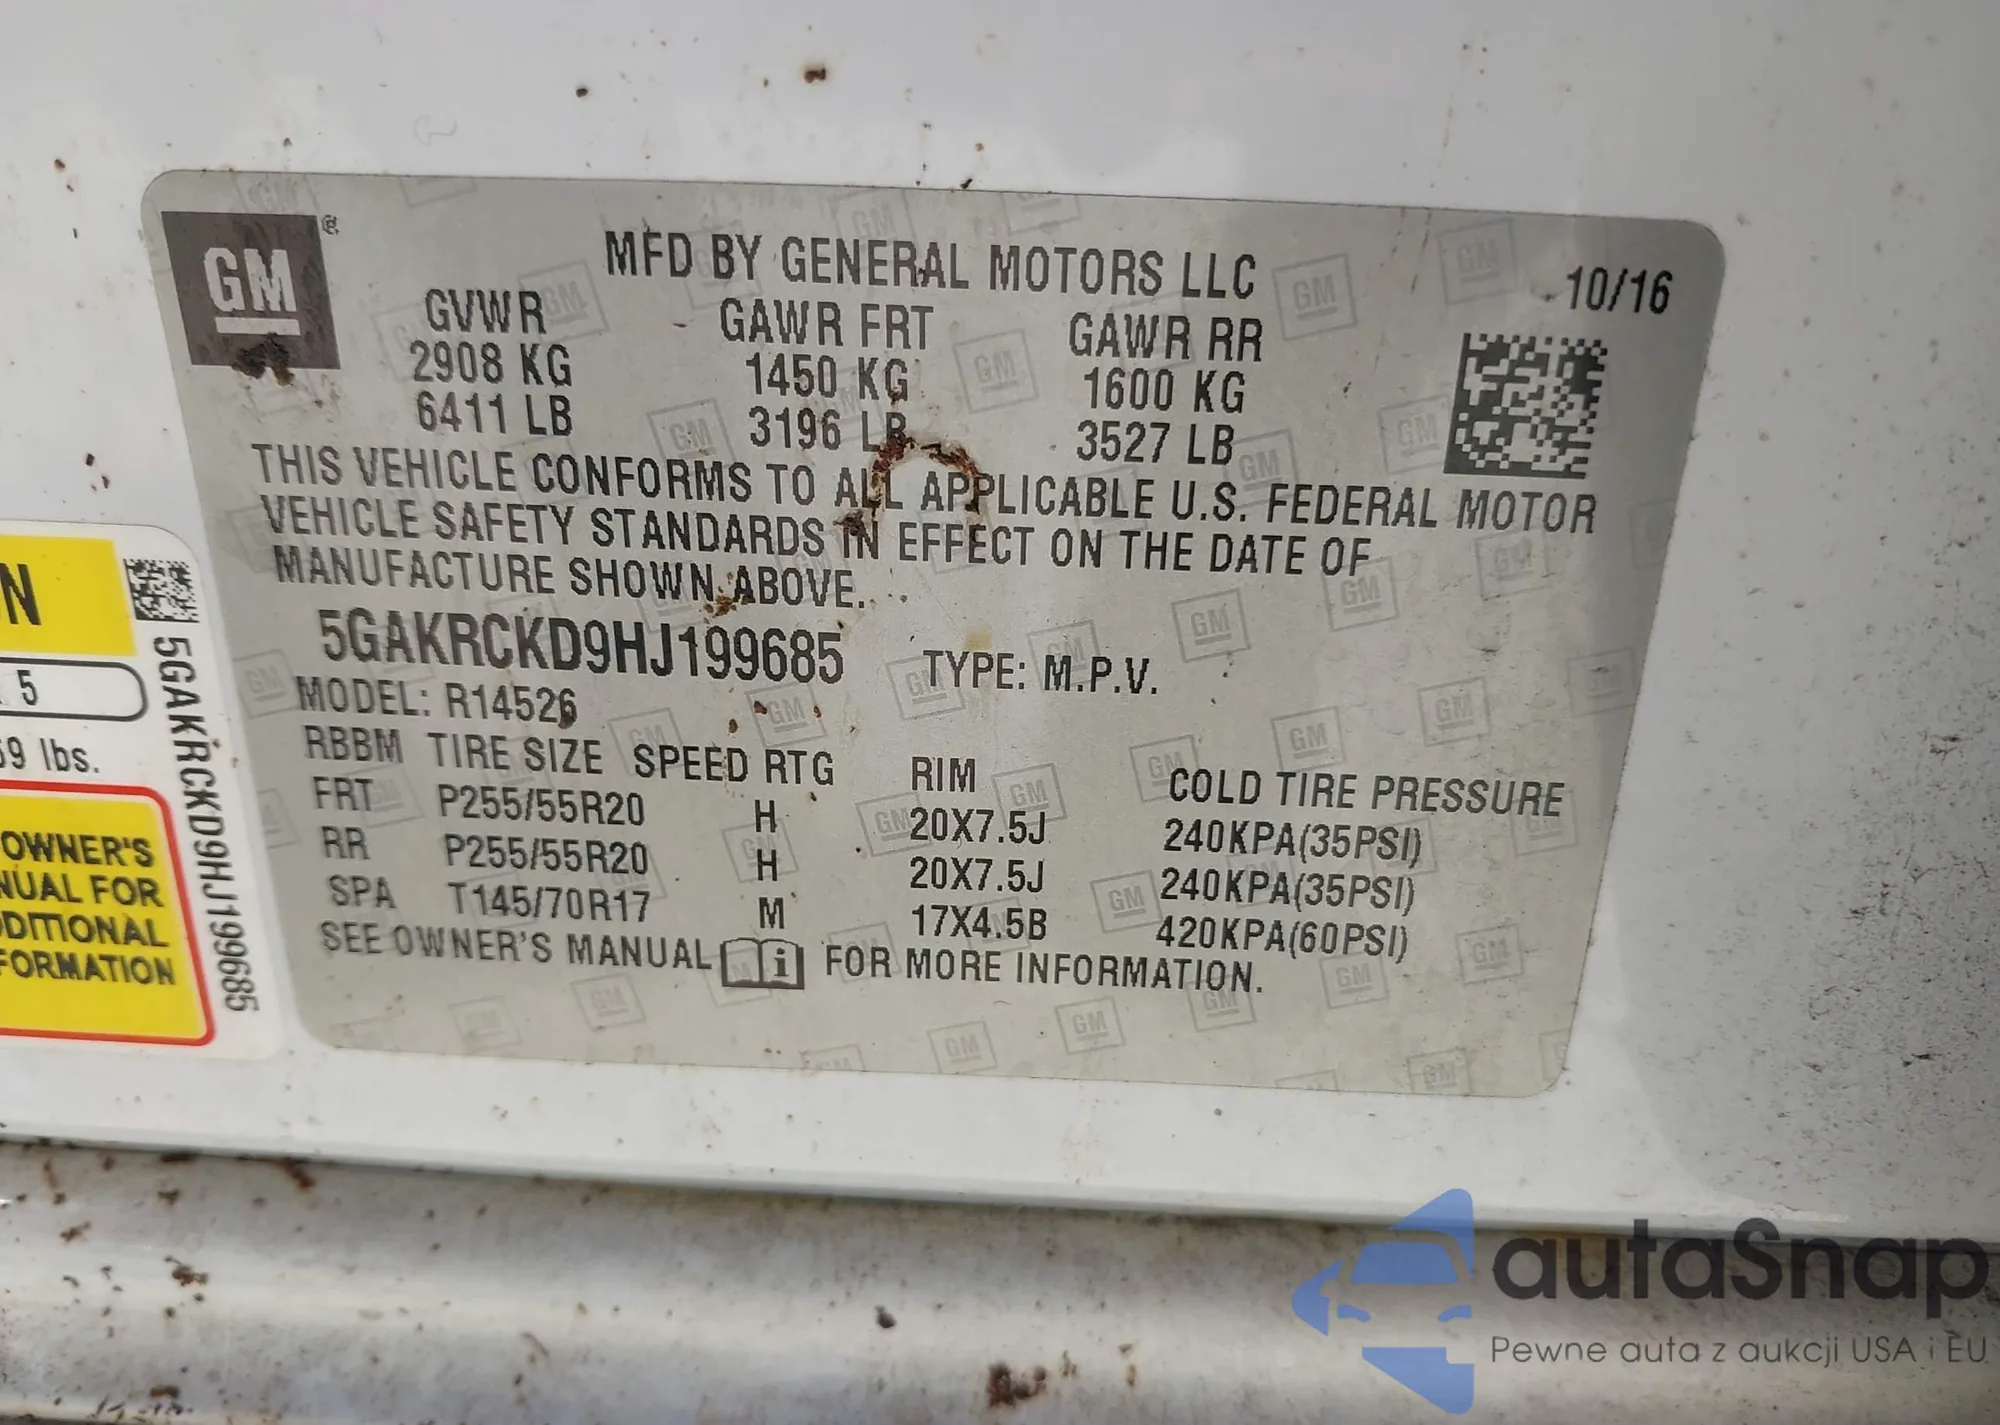 GM
MFD BY GENERAL MOTORS LLC
10/16
GVWR GAWR FRT GAWR RR
2908 KG 1450 KG 1600 KG
6411 LB 3196 LB 3527 LB
THIS VEHICLE CONFORMS TO ALL APPLICABLE U.S. FEDERAL MOTOR
VEHICLE SAFETY STANDARDS IN EFFECT ON THE DATE OF
MANUFACTURE SHOWN ABOVE.
5GAKRCKD9HJ199685 TYPE: M.P.V.
MODEL: R14526
RBBM TIRE SIZE SPEED RTG RIM COLD TIRE PRESSURE
FRT P255/55R20 H 20X7.5J 240KPA(35PSI)
RR P255/55R20 H 20X7.5J 240KPA(35PSI)
SPA T145/70R17 M 17X4.5B 420KPA(60PSI)
SEE OWNER'S MANUAL i FOR MORE INFORMATION.
5
lbs.
OWNER'S
FOR
5GAKRCKD9HJ199685
autoSnap
Pewne auta z aukcji USA i EU